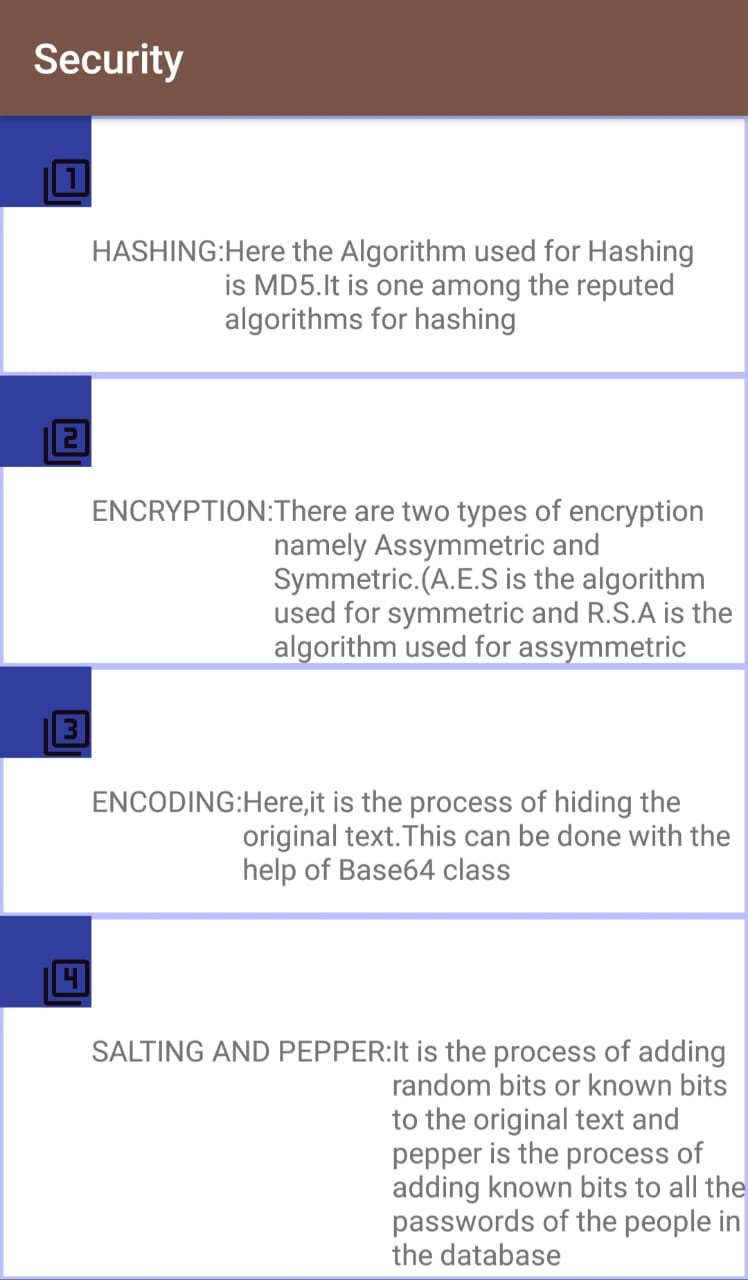 Security
1
HASHING:Here the Algorithm used for Hashing
is MD5.It is one among the reputed
algorithms for hashing
2
ENCRYPTION:There are two types of encryption
namely Assymmetric and
Symmetric.(A.E.S is the algorithm
used for symmetric and R.S.A is the
algorithm used for assymmetric
3
ENCODING:Here,it is the process of hiding the
original text.This can be done with the
help of Base64 class
4
SALTING AND PEPPER:It is the process of adding
random bits or known bits
to the original text and
pepper is the process of
adding known bits to all the
passwords of the people in
the database